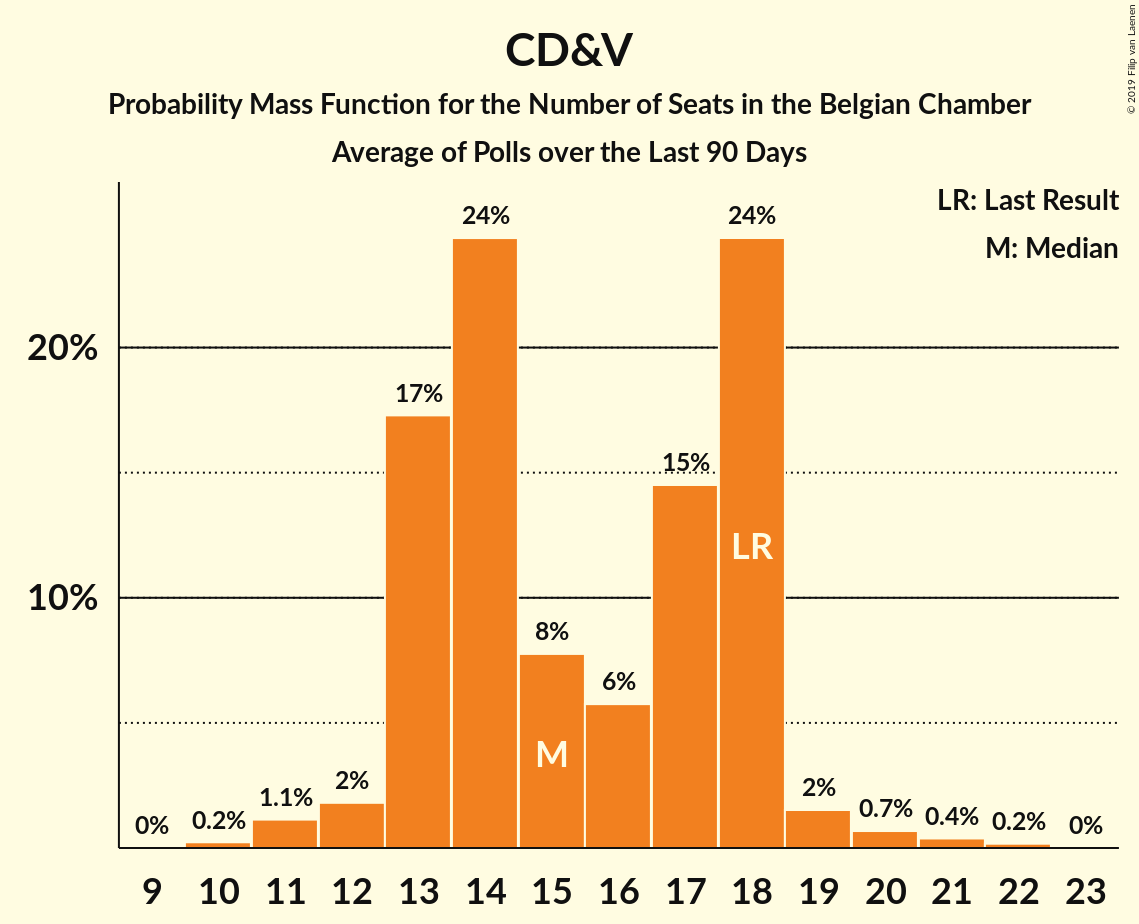 CD&V
Probability Mass Function for the Number of Seats in the Belgian Chamber
Average of Polls over the Last 90 Days
© 2019 Filip van Laenen
LR: Last Result
M: Median
20%
10%
0%
0.2%
1.1%
2%
17%
24%
8%
6%
15%
24%
2%
0.7%
0.4%
0.2%
0%
M
LR
9 10 11 12 13 14 15 16 17 18 19 20 21 22 23